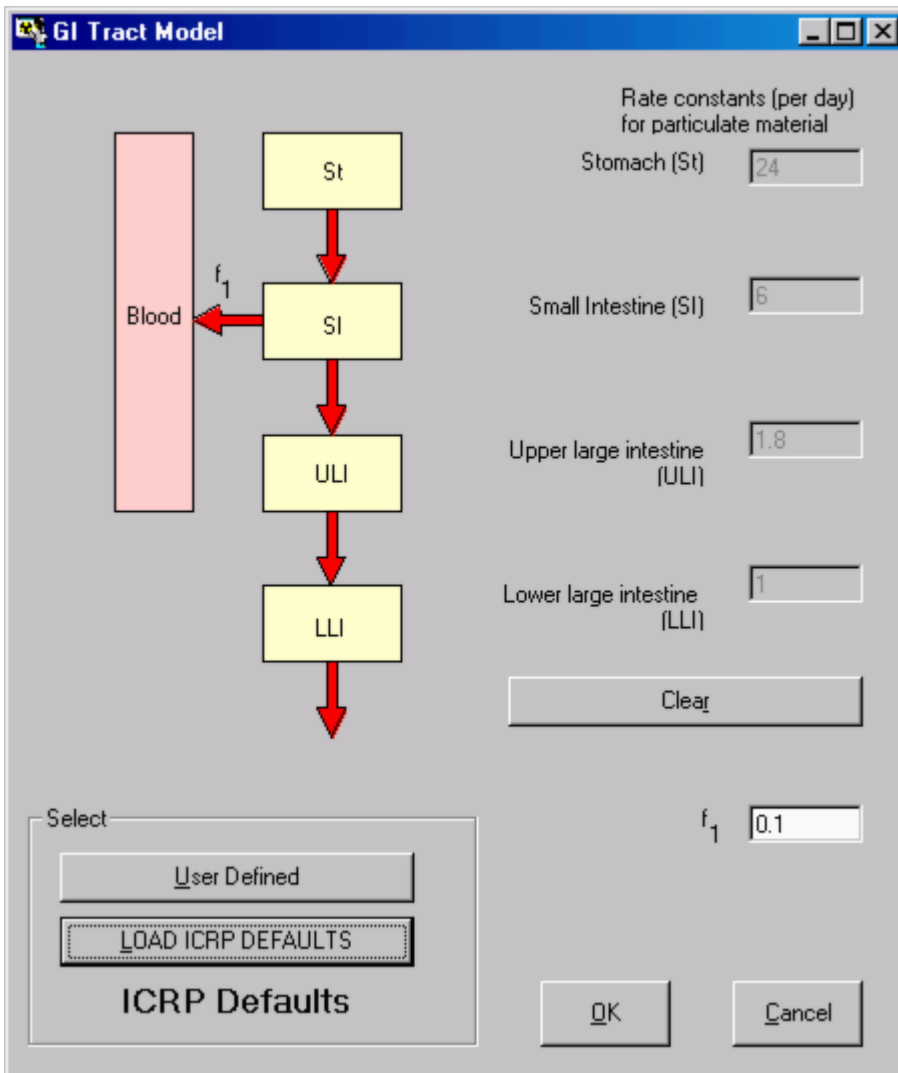 GI Tract Model
Rate constants (per day)
for particulate material
St
Stomach (St)
24
f1
Blood
SI
Small Intestine (SI)
6
ULI
Upper large intestine
(ULI)
1.8
LLI
Lower large intestine
(LLI)
1
Clear
Select
User Defined
LOAD ICRP DEFAULTS
ICRP Defaults
f1
0.1
OK
Cancel